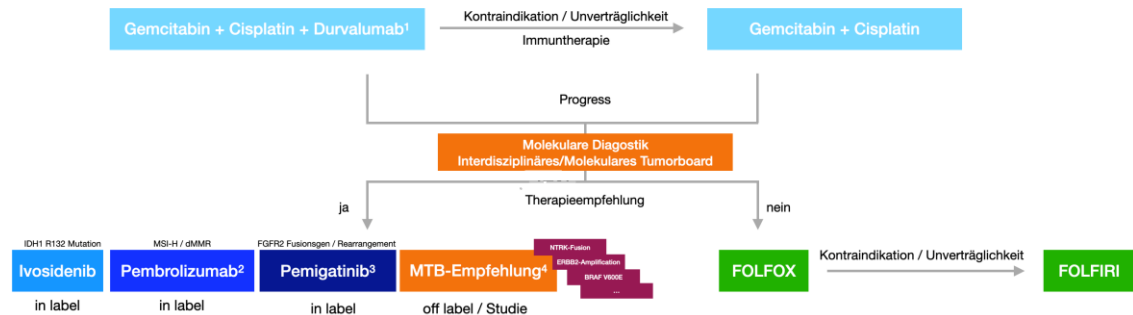 Gemcitabin + Cisplatin + Durvalumab¹
Kontraindikation / Unverträglichkeit
Immuntherapie
Gemcitabin + Cisplatin
Progress
Molekulare Diagostik
Interdisziplinäres/Molekulares Tumorboard
Therapieempfehlung
ja
nein
IDH1 R132 Mutation
MSI-H / dMMR
FGFR2 Fusionsgen / Rearrangement
NTRK-Fusion
ERBB2-Amplification
BRAF V600E
...
Ivosidenib
Pembrolizumab²
Pemigatinib³
MTB-Empfehlung⁴
FOLFOX
Kontraindikation / Unverträglichkeit
FOLFIRI
in label
in label
in label
off label / Studie